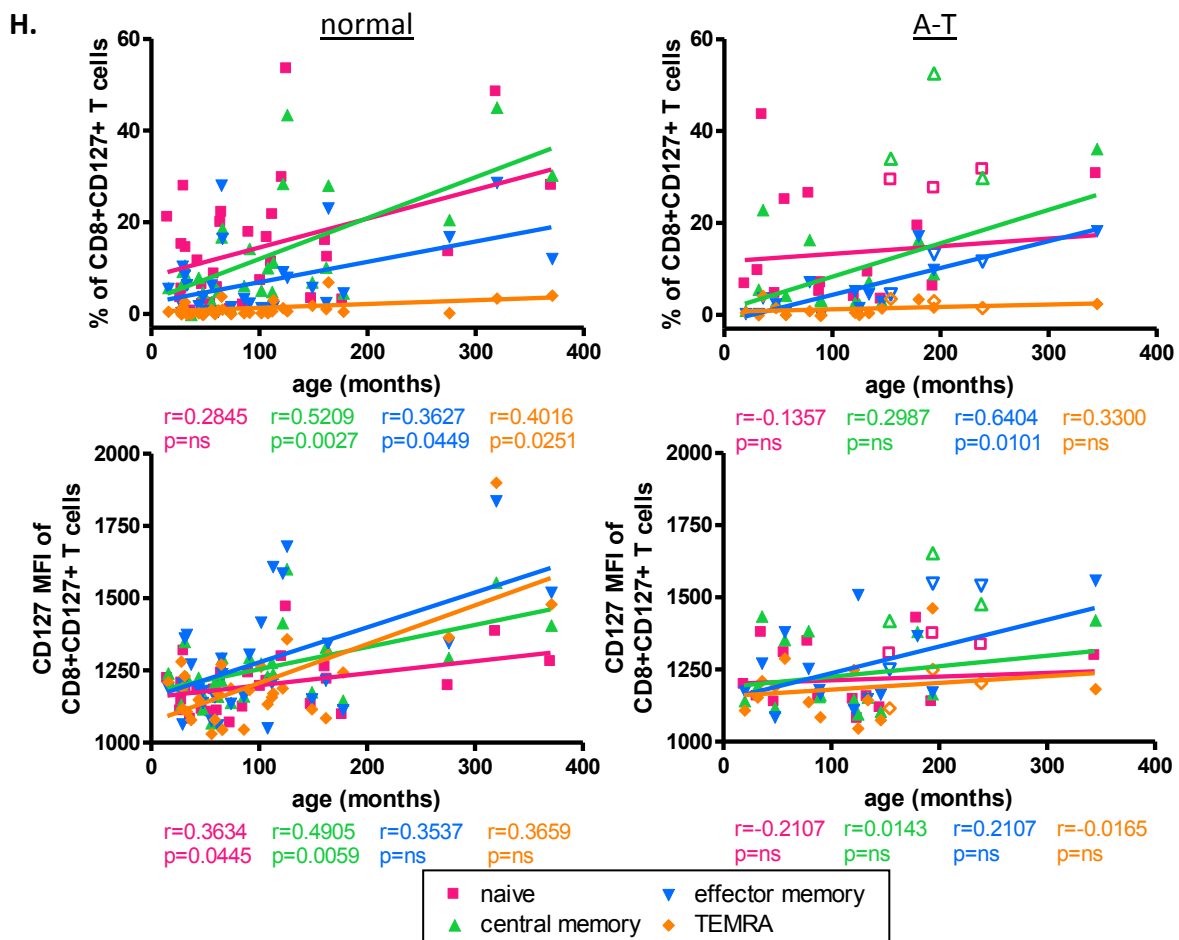 H.
normal
% of CD8+CD127+ T cells
60
40
20
0
0 100 200 300 400
age (months)
r=0.2845 r=0.5209 r=0.3627 r=0.4016
p=ns p=0.0027 p=0.0449 p=0.0251
A-T
% of CD8+CD127+ T cells
60
40
20
0
0 100 200 300 400
age (months)
r=-0.1357 r=0.2987 r=0.6404 r=0.3300
p=ns p=ns p=0.0101 p=ns
CD127 MFI of
CD8+CD127+ T cells
2000
1750
1500
1250
1000
0 100 200 300 400
age (months)
r=0.3634 r=0.4905 r=0.3537 r=0.3659
p=0.0445 p=0.0059 p=ns p=ns
CD127 MFI of
CD8+CD127+ T cells
2000
1500
1250
1000
0 100 200 300 400
age (months)
r=-0.2107 r=0.0143 r=0.2107 r=-0.0165
p=ns p=ns p=ns p=ns
naive effector memory
central memory TEMRA